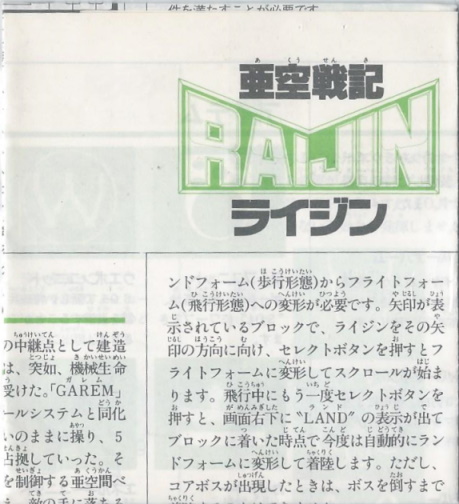 件を満たすことが必要です。
亜空戦記
RAIJIN
ライジン
の中継点として建造
は、突如、機械生命
受けた。「GAREM」
ールシステムと同化
いのままに操り、5
占拠していった。そ
を制御する亜空間ベ
き、敵の手に落ちる
ンドフォーム(歩行形態)からフライトフォー
ム(飛行形態)への変形が必要です。矢印が表
示されているブロックで、ライジンをその矢
印の方向に向け、セレクトボタンを押すとフ
ライトフォームに変形してスクロールが始ま
ります。飛行中にもう一度セレクトボタンを
押すと、画面右下に〝LAND〟の表示が出て
ブロックに着いた時点で今度は自動的にラン
ドフォームに変形して着陸します。ただし、
コアボスが出現したときは、ボスを倒すまで